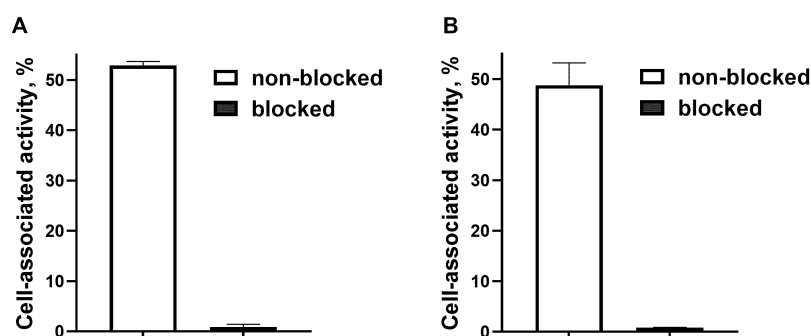 A
Cell-associated activity, %
50
40
30
20
10
0
non-blocked
blocked
B
Cell-associated activity, %
50
40
30
20
10
0
non-blocked
blocked